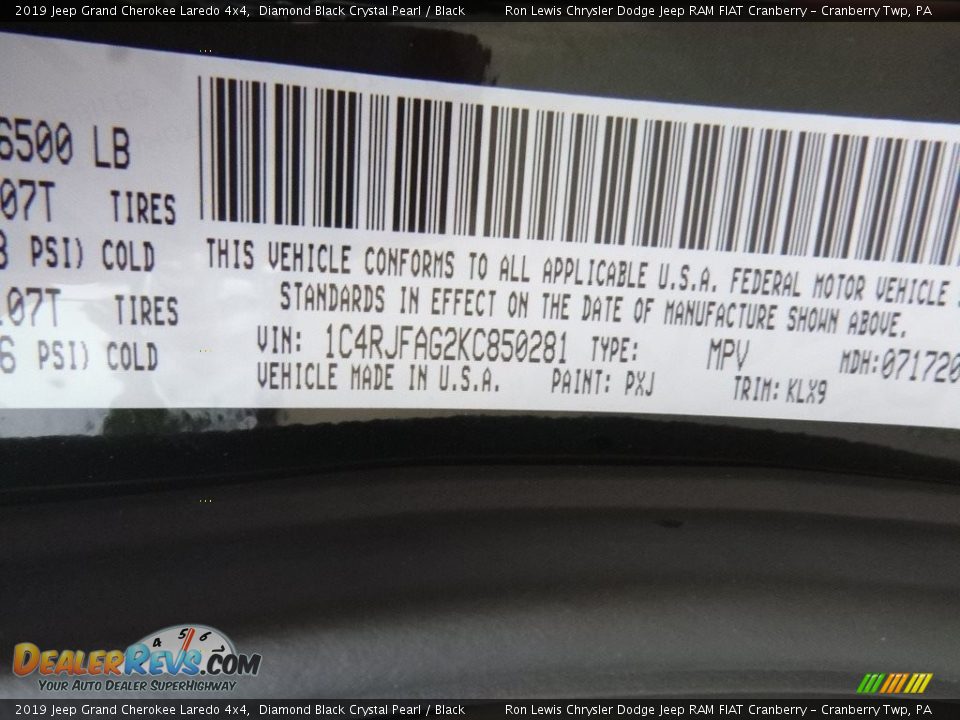 2019 Jeep Grand Cherokee Laredo 4x4, Diamond Black Crystal Pearl / Black Ron Lewis Chrysler Dodge Jeep RAM FIAT Cranberry – Cranberry Twp, PA
6500 LB
07T TIRES
PSI) COLD
THIS VEHICLE CONFORMS TO ALL APPLICABLE U.S.A. FEDERAL MOTOR VEHICLE
07T TIRES
STANDARDS IN EFFECT ON THE DATE OF MANUFACTURE SHOWN ABOVE.
6 PSI) COLD
VIN: 1C4RJFAG2KC850281 TYPE: MPV MDH:071720
VEHICLE MADE IN U.S.A. PAINT: PXJ TRIM: KLX9
4 5 6
DealerRevs.com
Your Auto Dealer SuperHighway
2019 Jeep Grand Cherokee Laredo 4x4, Diamond Black Crystal Pearl / Black Ron Lewis Chrysler Dodge Jeep RAM FIAT Cranberry – Cranberry Twp, PA